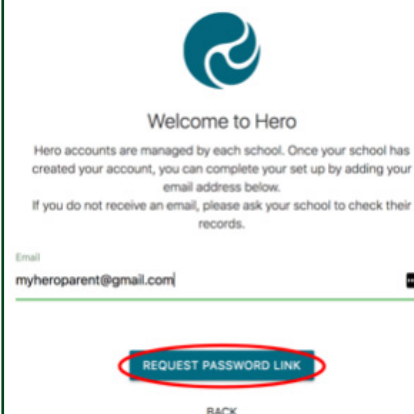 Welcome to Hero
Hero accounts are managed by each school. Once your school has
created your account, you can complete your set up by adding your
email address below.
If you do not receive an email, please ask your school to check their
records.
Email
myheroparent@gmail.com
REQUEST PASSWORD LINK
BACK